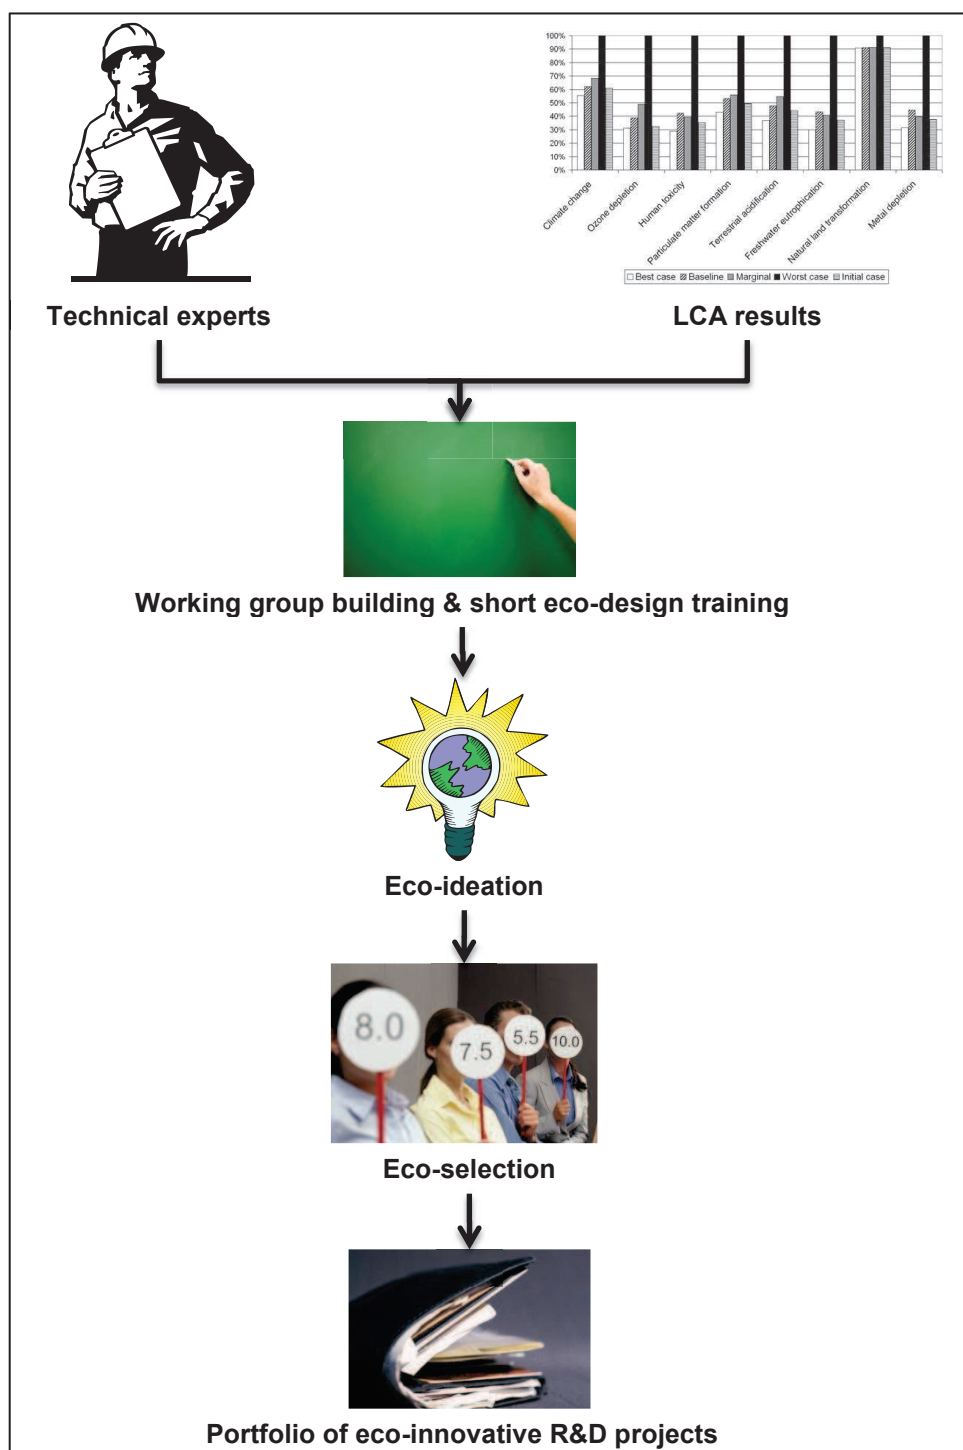 100%
90%
80%
70%
60%
50%
40%
30%
20%
10%
0%
Climate change
Ozone depletion
Human toxicity
Particulate matter formation
Terrestrial acidification
Freshwater eutrophication
Natural land transformation
Metal depletion
Best case Baseline Marginal Worst case Initial case
Technical experts
LCA results
Working group building & short eco-design training
Eco-ideation
8.0
7.5
5.5
10.0
Eco-selection
Portfolio of eco-innovative R&D projects